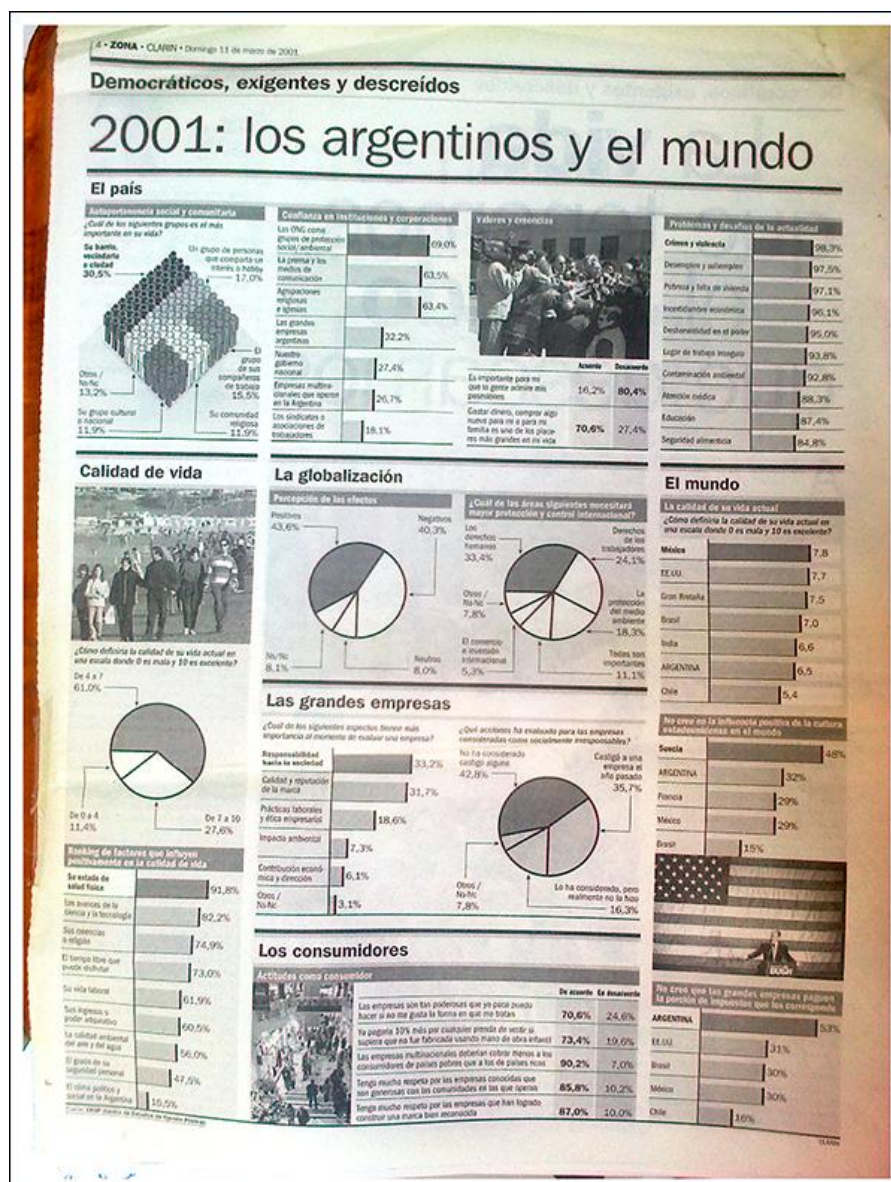 4 • ZONA • CLARIN • Domingo 11 de marzo de 2001
Democráticos, exigentes y descreídos
2001: los argentinos y el mundo
El país
Autopertenencia social y comunitaria
¿Cuál de los siguientes grupos es el más
importante en su vida?
Su barrio,
vecindario
o ciudad
30,5%
Un grupo de personas
que comparta un
interés o hobby
17,0%
El
grupo
de sus
compañeros
de trabajo
15,5%
Su comunidad
religiosa
11,9%
Su grupo cultural
o nacional
11,9%
Otros /
Ns-Nc
13,2%
Confianza en instituciones y corporaciones
Las ONG como
grupos de protección
social/ambiental
69,0%
La prensa y los
medios de
comunicación
63,5%
Agrupaciones
religiosas
e iglesias
63,4%
Las grandes
empresas
argentinas
32,2%
Nuestro
gobierno
nacional
27,4%
Empresas multina-
cionales que operan
en la Argentina
26,7%
Los sindicatos o
asociaciones de
trabajadores
18,1%
Valores y creencias
Acuerdo Desacuerdo
Es importante para mí
que la gente admire mis
posesiones
16,2% 80,4%
Gastar dinero, comprar algo
nuevo para mí o para mi
familia es uno de los place-
res más grandes en mi vida
70,6% 27,4%
Problemas y desafíos de la actualidad
Crimen y violencia 98,3%
Desempleo y subempleo 97,5%
Pobreza y falta de vivienda 97,1%
Incertidumbre económica 96,1%
Deshonestidad en el poder 95,0%
Lugar de trabajo inseguro 93,8%
Contaminación ambiental 92,8%
Atención médica 88,3%
Educación 87,4%
Seguridad alimenticia 84,8%
Calidad de vida
¿Cómo definiría la calidad de su vida actual en
una escala donde 0 es mala y 10 es excelente?
De 4 a 7
61,0%
De 0 a 4
11,4%
De 7 a 10
27,6%
Ranking de factores que influyen
positivamente en la calidad de vida
Su estado de
salud física
91,8%
Los avances de la
ciencia y la tecnología
82,2%
Sus creencias
o religión
74,9%
El tiempo libre que
puede disfrutar
73,0%
Su vida laboral
61,9%
Sus ingresos o
poder adquisitivo
60,5%
La calidad ambiental
del aire y del agua
56,0%
El grado de su
seguridad personal
47,5%
El clima político y
social en la Argentina
15,5%
La globalización
Percepción de los efectos
Positivos
43,6%
Negativos
40,3%
Ns/Nc
8,1%
Neutros
8,0%
¿Cuál de las áreas siguientes necesitará
mayor protección y control internacional?
Los
derechos
humanos
33,4%
Derechos
de los
trabajadores
24,1%
La
protección
del medio
ambiente
18,3%
Todas son
importantes
11,1%
El comercio
e inversión
internacional
5,3%
Otros /
Ns-Nc
7,8%
Las grandes empresas
¿Cuál de los siguientes aspectos tienen más
importancia al momento de evaluar una empresa?
Responsabilidad
hacia la sociedad
33,2%
Calidad y reputación
de la marca
31,7%
Prácticas laborales
y ética empresarios
18,6%
Impacto ambiental
7,3%
Contribución econó-
mica y dirección
6,1%
Otros /
Ns-Nc
3,1%
¿Qué acciones ha evaluado para las empresas
consideradas como socialmente irresponsables?
No ha considerado
castigo alguno
42,8%
Castigó a una
empresa el
año pasado
35,7%
Otros /
Ns-Nc
7,8%
Lo ha considerado, pero
realmente no lo hizo
16,3%
Los consumidores
Actitudes como consumidor
De acuerdo En desacuerdo
Las empresas son tan poderosas que yo poco puedo
hacer si no me gusta la forma en que me tratan
70,6% 24,6%
Yo pagaría 10% más por cualquier prenda de vestir si
supiera que no fue fabricada usando mano de obra infantil
73,4% 19,6%
Las empresas multinacionales deberían cobrar menos a los
consumidores de países pobres que a los de países ricos
90,2% 7,0%
Tengo mucho respeto por las empresas conocidas que
son generosas con las comunidades en las que operan
85,8% 10,2%
Tengo mucho respeto por las empresas que han logrado
construir una marca bien reconocida
87,0% 10,0%
El mundo
La calidad de su vida actual
¿Cómo definiría la calidad de su vida actual en
una escala donde 0 es mala y 10 es excelente?
México 7,8
EE.UU. 7,7
Gran Bretaña 7,5
Brasil 7,0
India 6,6
ARGENTINA 6,5
Chile 5,4
No cree en la influencia positiva de la cultura
estadounidense en el mundo
Suecia 48%
ARGENTINA 32%
Francia 29%
México 29%
Brasil 15%
BUSH
No cree que las grandes empresas paguen
la porción de impuestos que les corresponde
ARGENTINA 53%
EE.UU. 31%
Brasil 30%
México 30%
Chile 16%
CLARIN